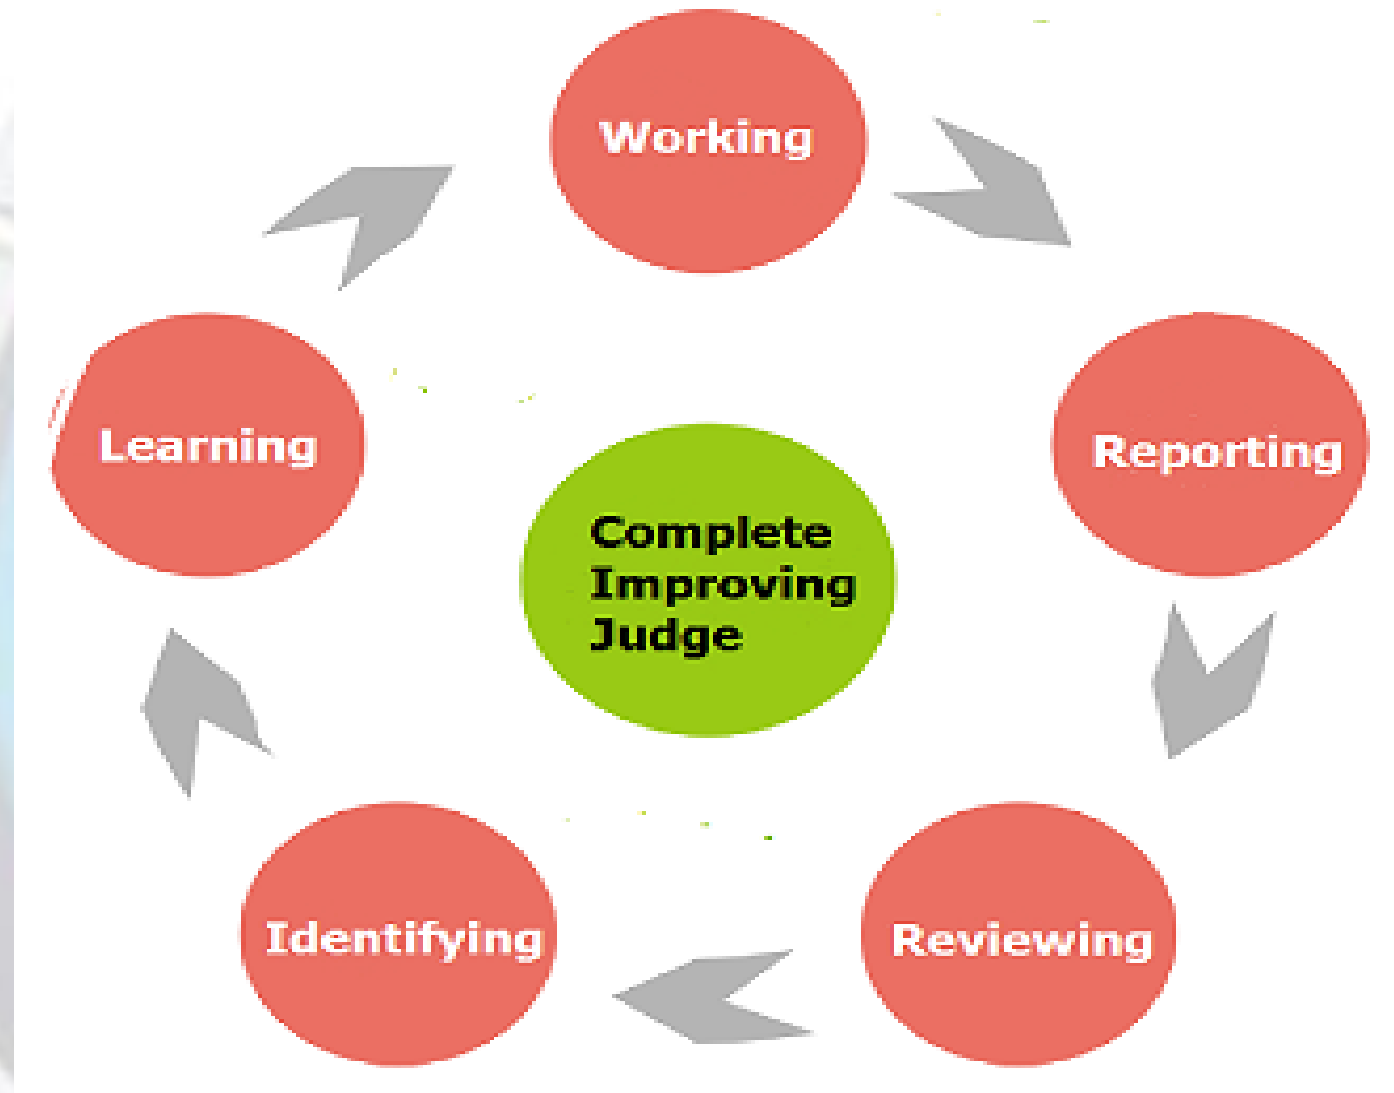 Working
Reporting
Reviewing
Identifying
Learning
Complete
Improving
Judge